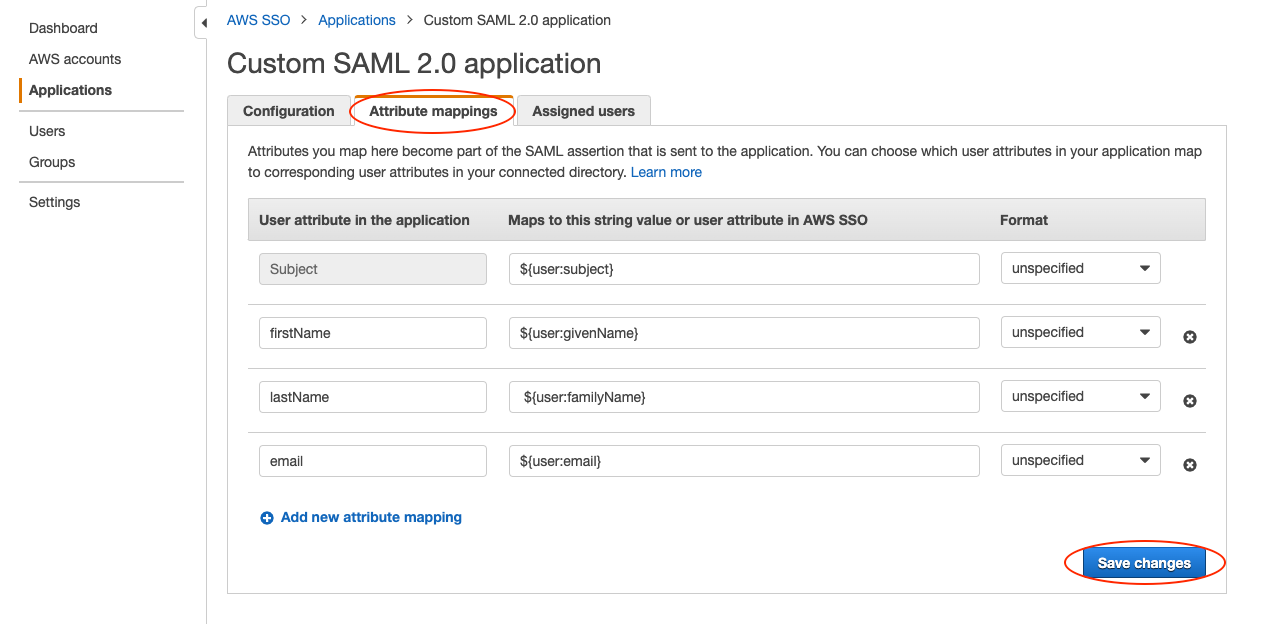 Dashboard
AWS accounts
Applications
Users
Groups
Settings
AWS SSO > Applications > Custom SAML 2.0 application
Custom SAML 2.0 application
Configuration Attribute mappings Assigned users
Attributes you map here become part of the SAML assertion that is sent to the application. You can choose which user attributes in your application map
to corresponding user attributes in your connected directory. Learn more
User attribute in the application Maps to this string value or user attribute in AWS SSO Format
Subject ${user:subject} unspecified
firstName ${user:givenName} unspecified
lastName ${user:familyName} unspecified
email ${user:email} unspecified
Add new attribute mapping
Save changes